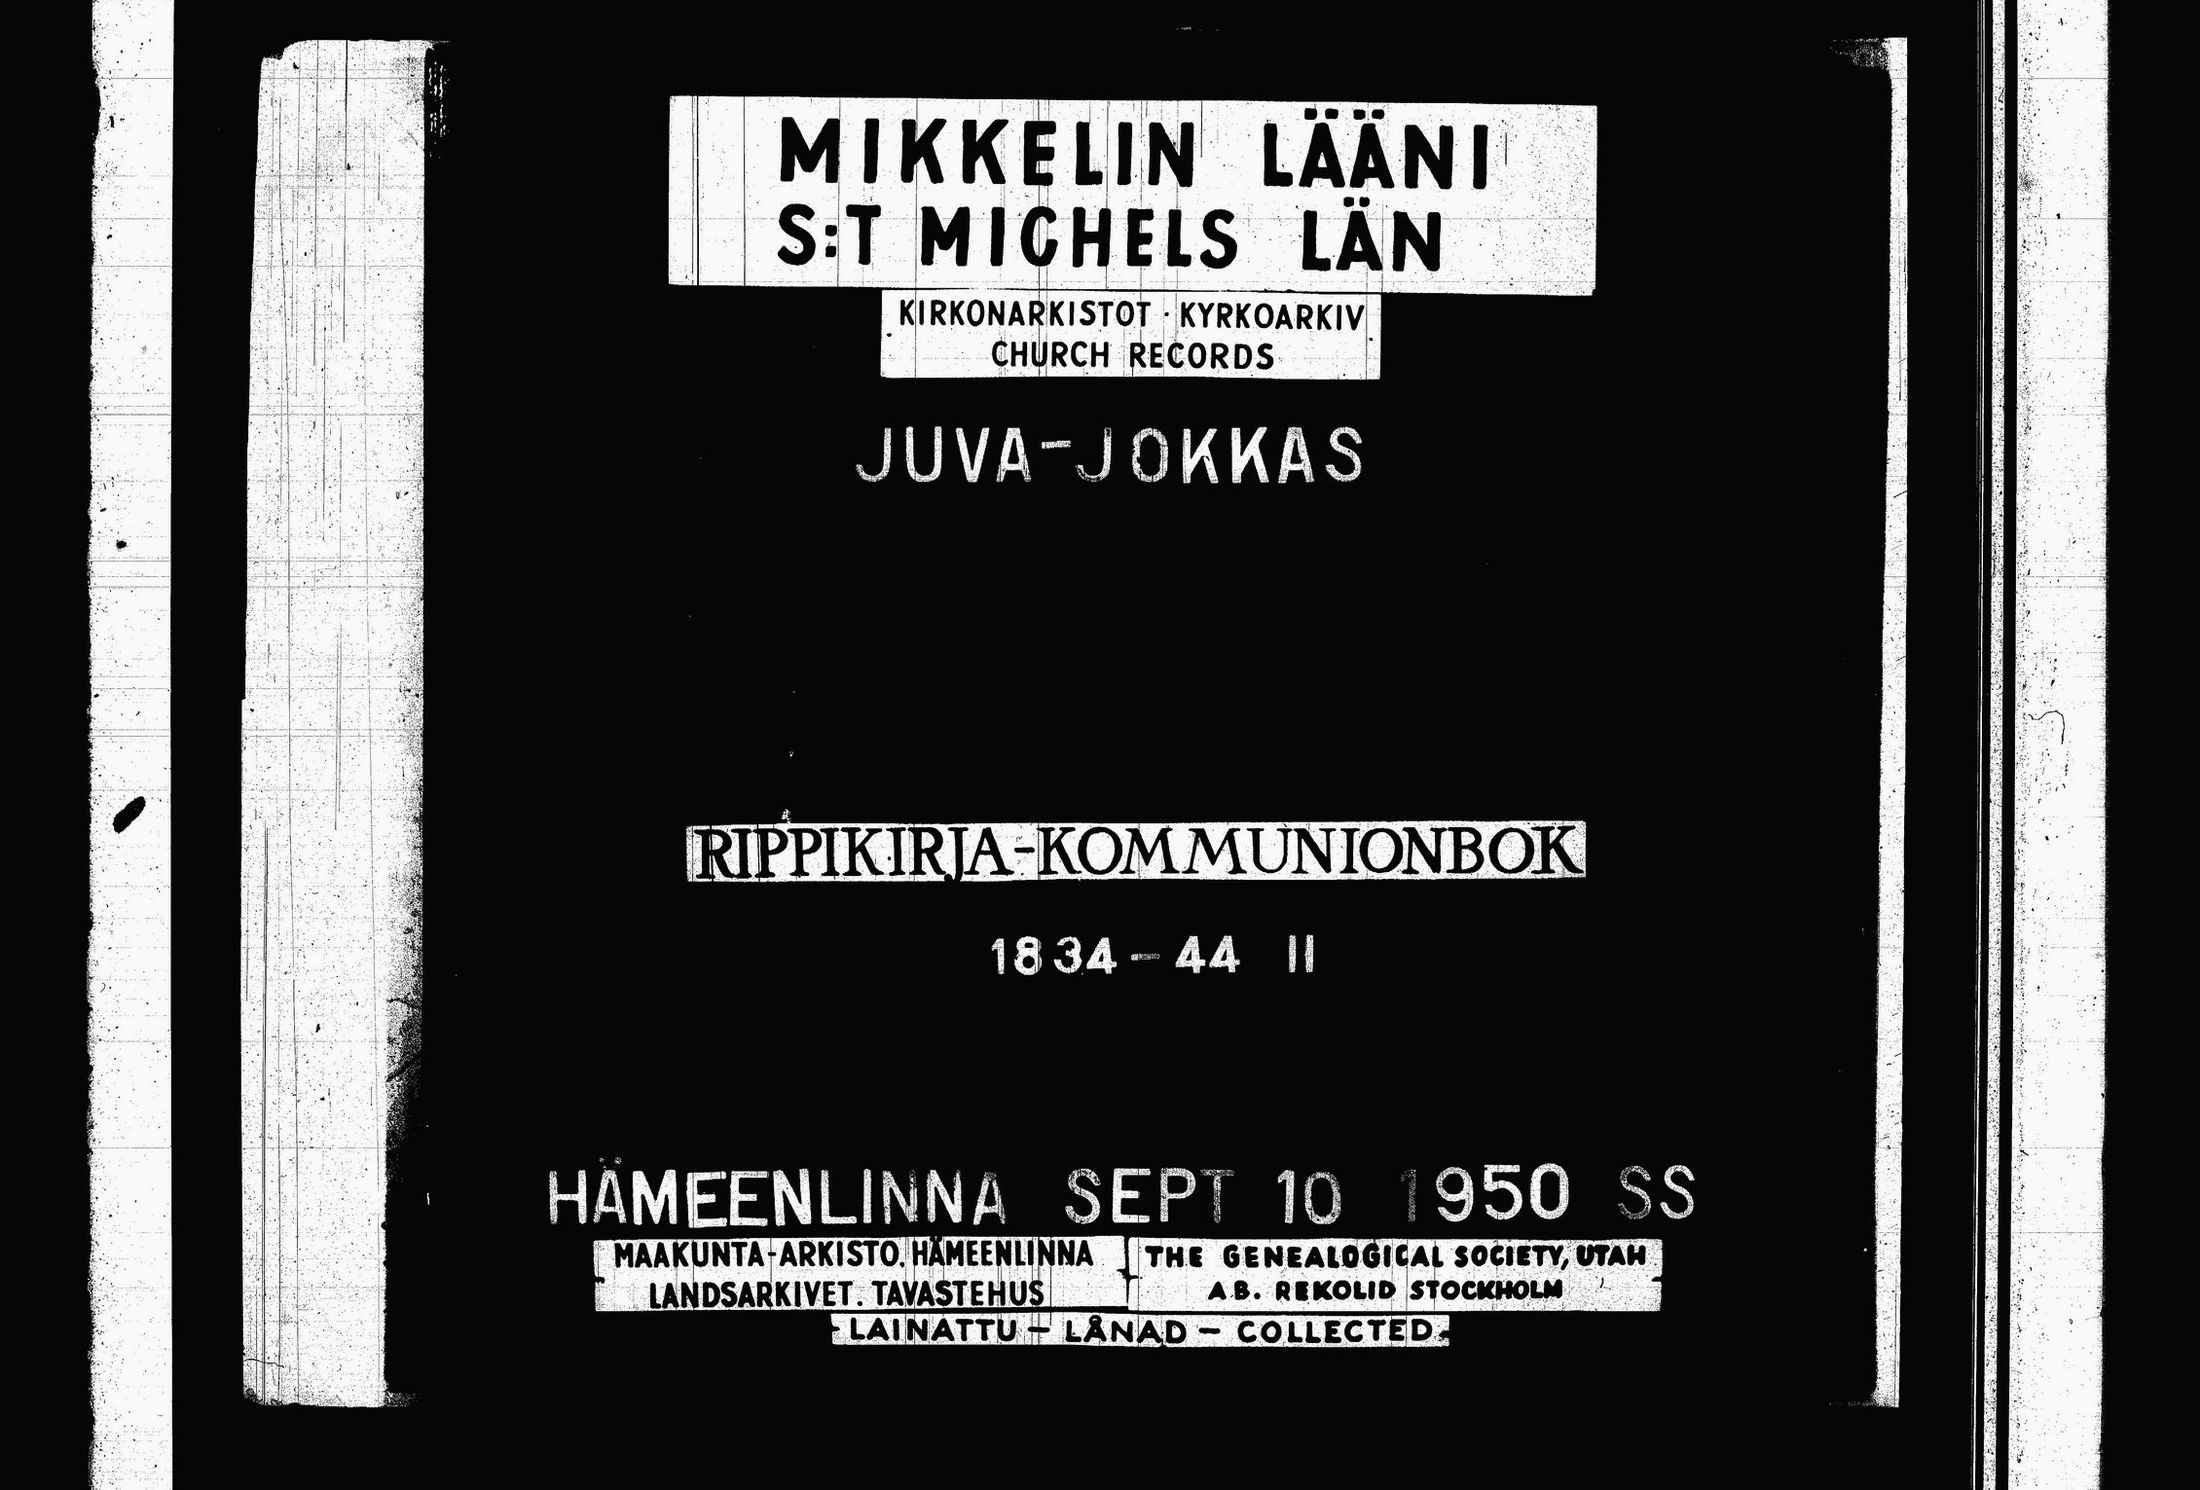 MIKKELIN LÄÄNI
S:T MICHELS LÄN
KIRKONARKISTOT · KYRKOARKIV
CHURCH RECORDS
JUVA-JOKKAS
RIPPIKIRJA-KOMMUNIONBOK
1834-44 II
HÄMEENLINNA SEPT 10 1950 SS
MAAKUNTA-ARKISTO. HÄMEENLINNA
LANDSARKIVET. TAVASTEHUS
THE GENEALOGICAL SOCIETY, UTAH
A.B. REKOLID STOCKHOLM
LAINATTU - LÅNAD - COLLECTED